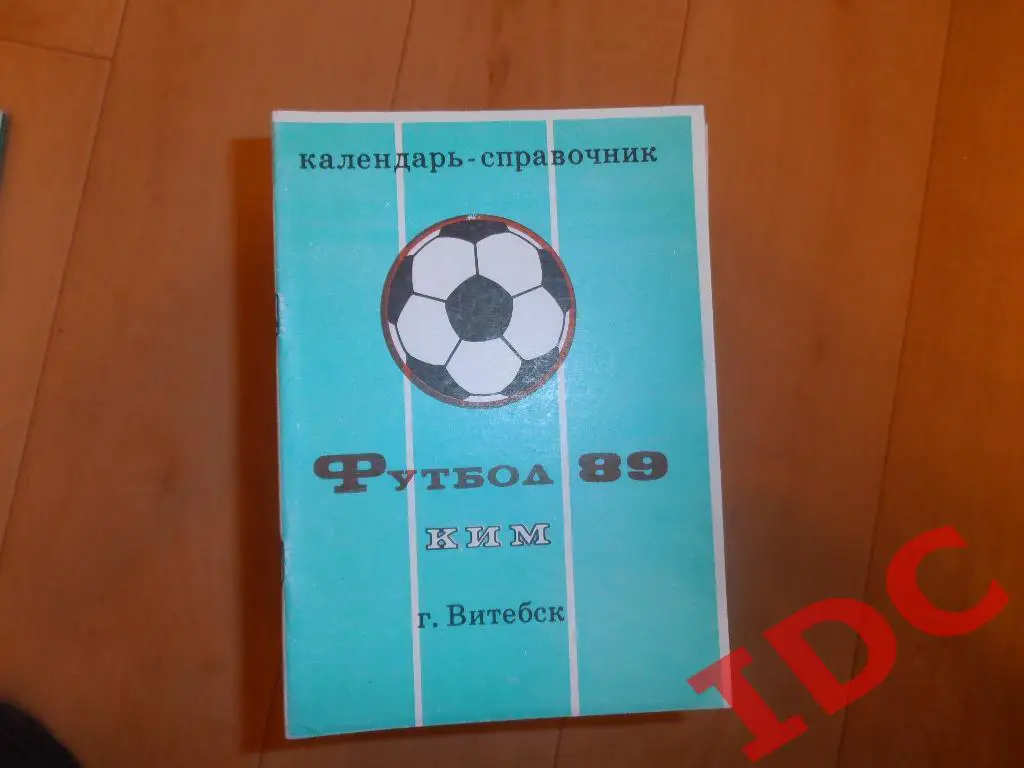 календарь-справочник
Футбол 89
КИМ
г. Витебск
IDC